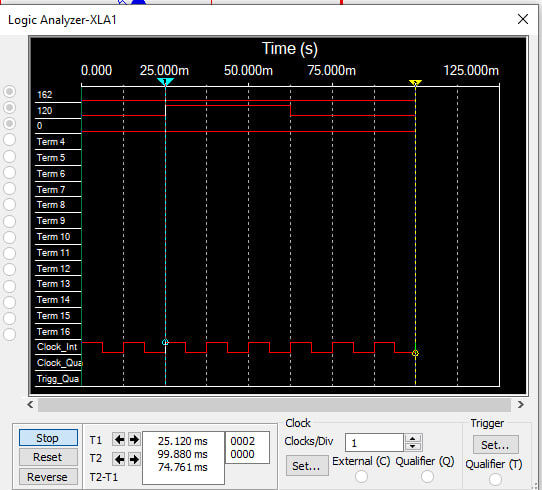 Logic Analyzer-XLA1
Time (s)
0.000 25.000m 50.000m 75.000m 125.000m
1 2
162
120
0
Term 4
Term 5
Term 6
Term 7
Term 8
Term 9
Term 10
Term 11
Term 12
Term 13
Term 14
Term 15
Term 16
Clock_Int
Clock_Qua
Trigg_Qua
Stop
Reset
Reverse
T1 25.120 ms 0002
T2 99.880 ms 0000
T2-T1 74.761 ms
Clock
Clocks/Div 1
Set... External (C) Qualifier (Q)
Trigger
Set...
Qualifier (T)